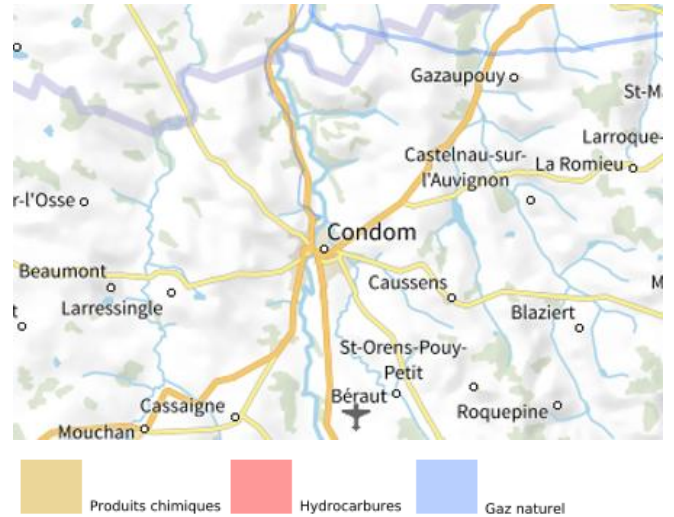 Gazaupouy
St-M
Larroque-
Castelnau-sur-
l'Auvignon
La Romieu
r-l'Osse
Condom
Beaumont
Caussens
M
Larressingle
t
Blaziert
St-Orens-Pouy-
Petit
Béraut
Cassaigne
Roquepine
Mouchan
Produits chimiques
Hydrocarbures
Gaz naturel